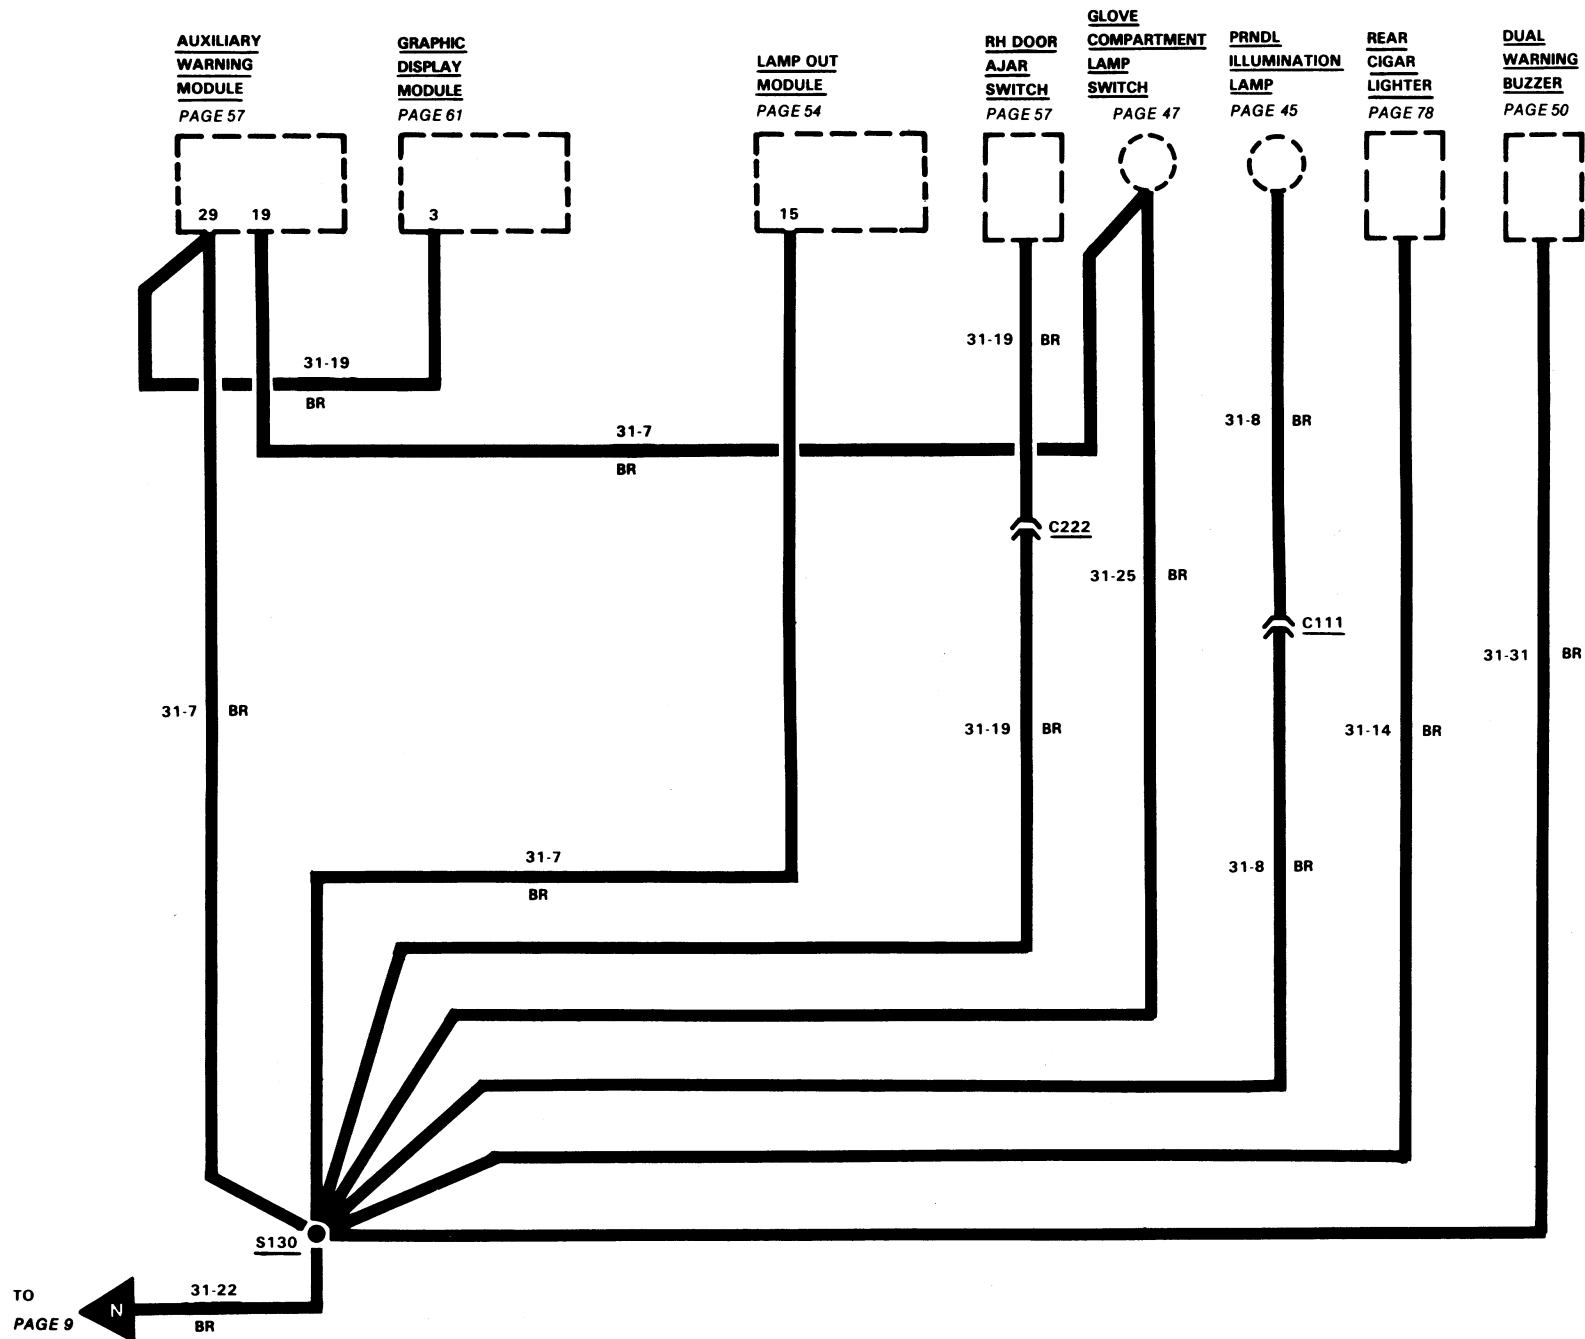 AUXILIARY
WARNING
MODULE
PAGE 57
GRAPHIC
DISPLAY
MODULE
PAGE 61
LAMP OUT
MODULE
PAGE 54
RH DOOR
AJAR
SWITCH
PAGE 57
GLOVE
COMPARTMENT
LAMP
SWITCH
PAGE 47
PRNDL
ILLUMINATION
LAMP
PAGE 45
REAR
CIGAR
LIGHTER
PAGE 78
DUAL
WARNING
BUZZER
PAGE 50
29 19
3
15
31-19
BR
31-19 BR
31-7
BR
31-8 BR
C222
31-25 BR
C111
31-31 BR
31-7 BR
31-19 BR
31-14 BR
31-7
BR
31-8 BR
S130
31-22
BR
TO
PAGE 9
N